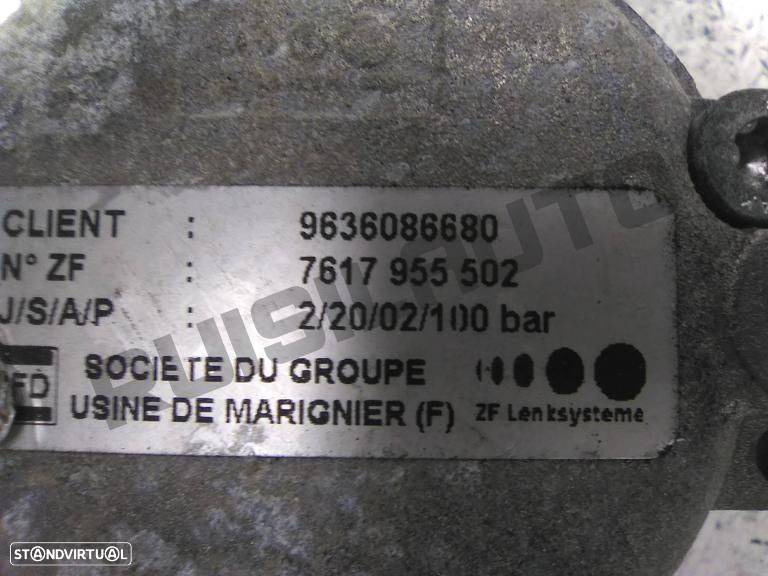 CLIENT : 9636086680
N° ZF : 7617 955 502
J/S/A/P : 2/20/02/100 bar
FD
SOCIETE DU GROUPE
USINE DE MARIGNIER (F)
ZF Lenksysteme
RUISILAUTO
STANDVIRTUAL